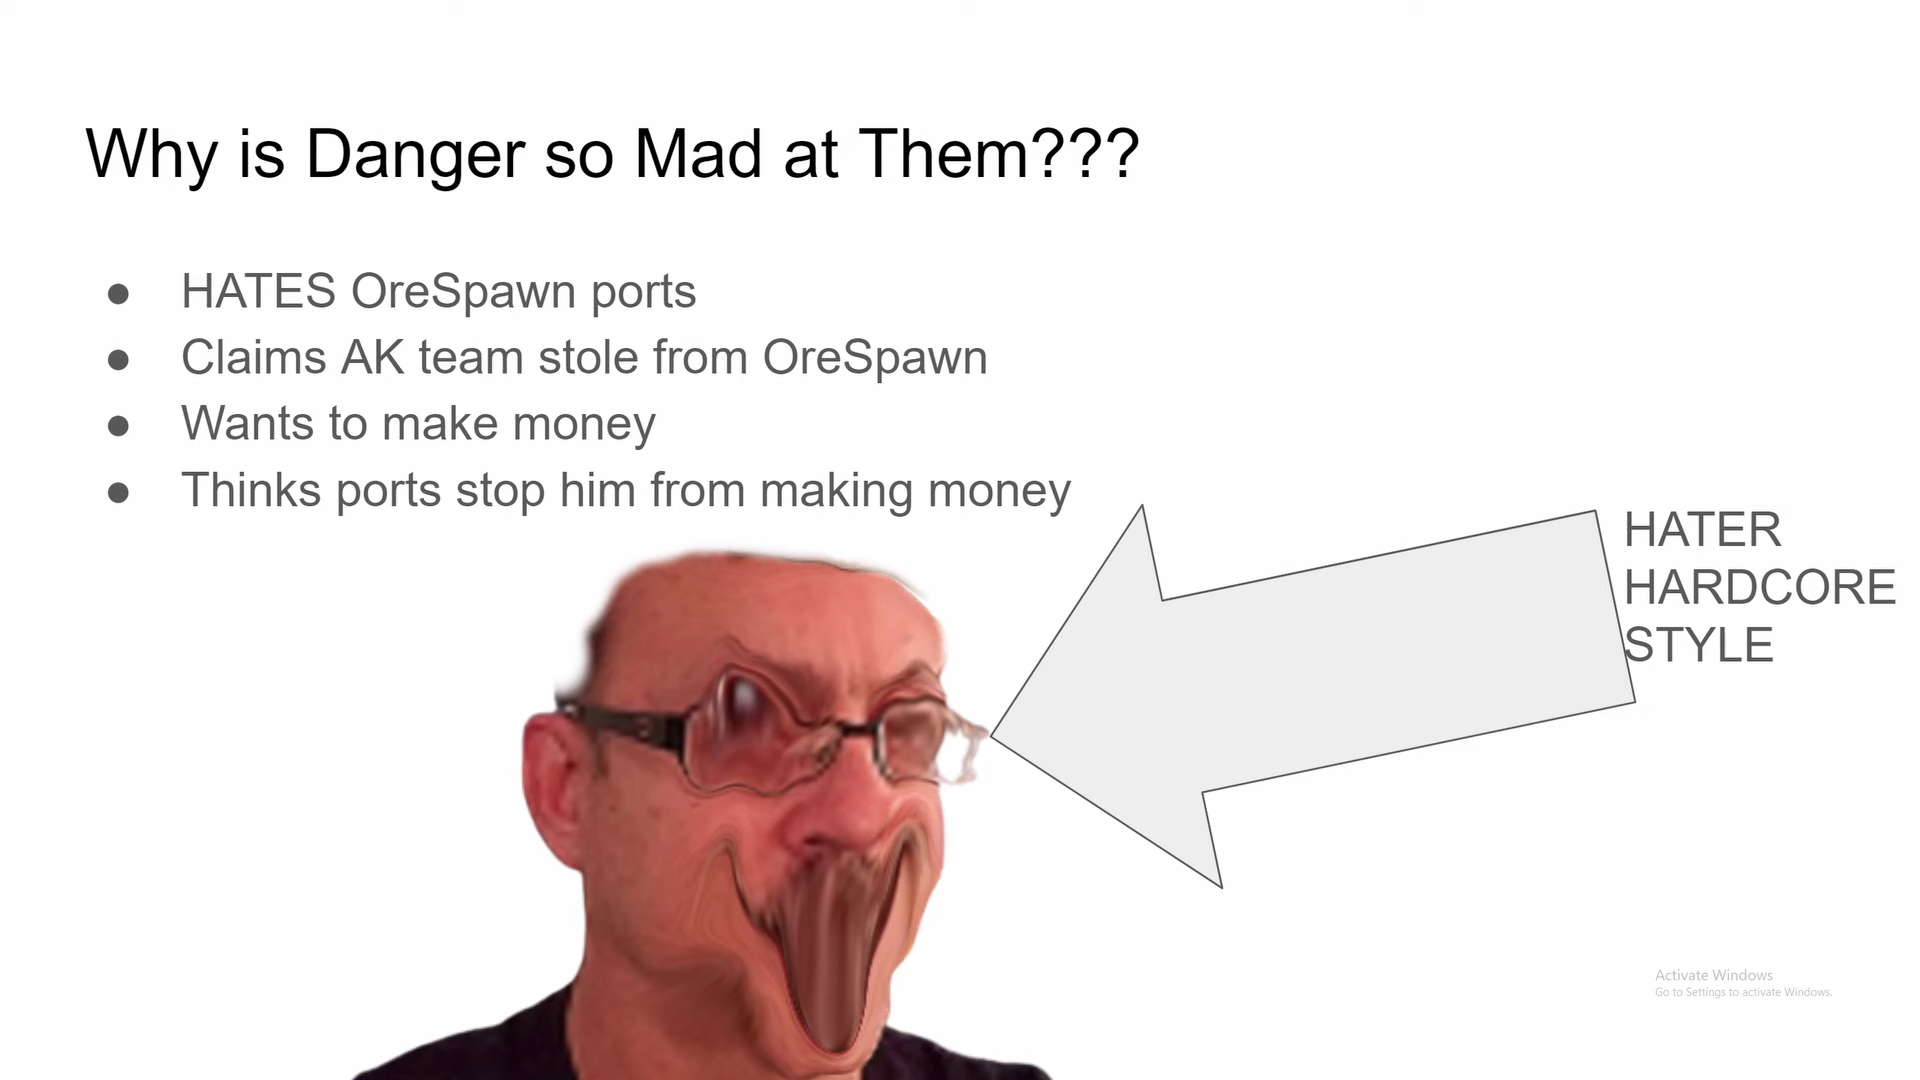 Why is Danger so Mad at Them???
● HATES OreSpawn ports
● Claims AK team stole from OreSpawn
● Wants to make money
● Thinks ports stop him from making money
HATER
HARDCORE
STYLE
Activate Windows
Go to Settings to activate Windows.